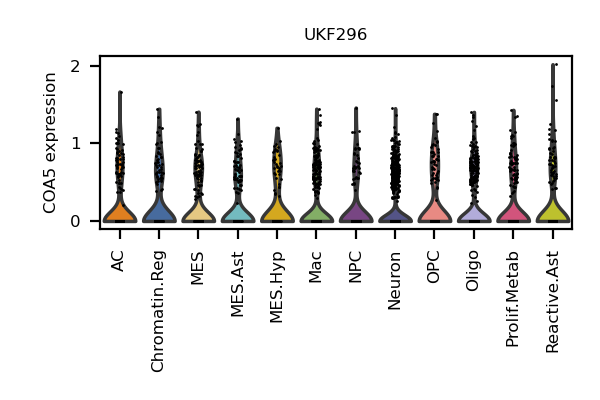 UKF296
COA5 expression
2
1
0
AC
Chromatin.Reg
MES
MES.Ast
MES.Hyp
Mac
NPC
Neuron
OPC
Oligo
Prolif.Metab
Reactive.Ast